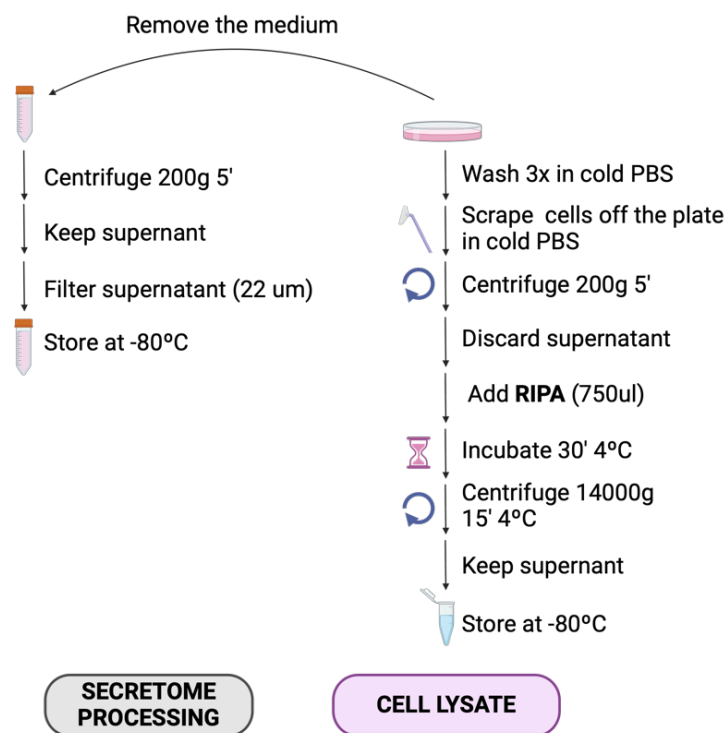 Remove the medium
Centrifuge 200g 5'
Keep supernant
Filter supernatant (22 um)
Store at -80ºC
Wash 3x in cold PBS
Scrape cells off the plate
in cold PBS
Centrifuge 200g 5'
Discard supernatant
Add RIPA (750ul)
Incubate 30' 4ºC
Centrifuge 14000g
15' 4ºC
Keep supernant
Store at -80ºC
SECRETOME
PROCESSING
CELL LYSATE